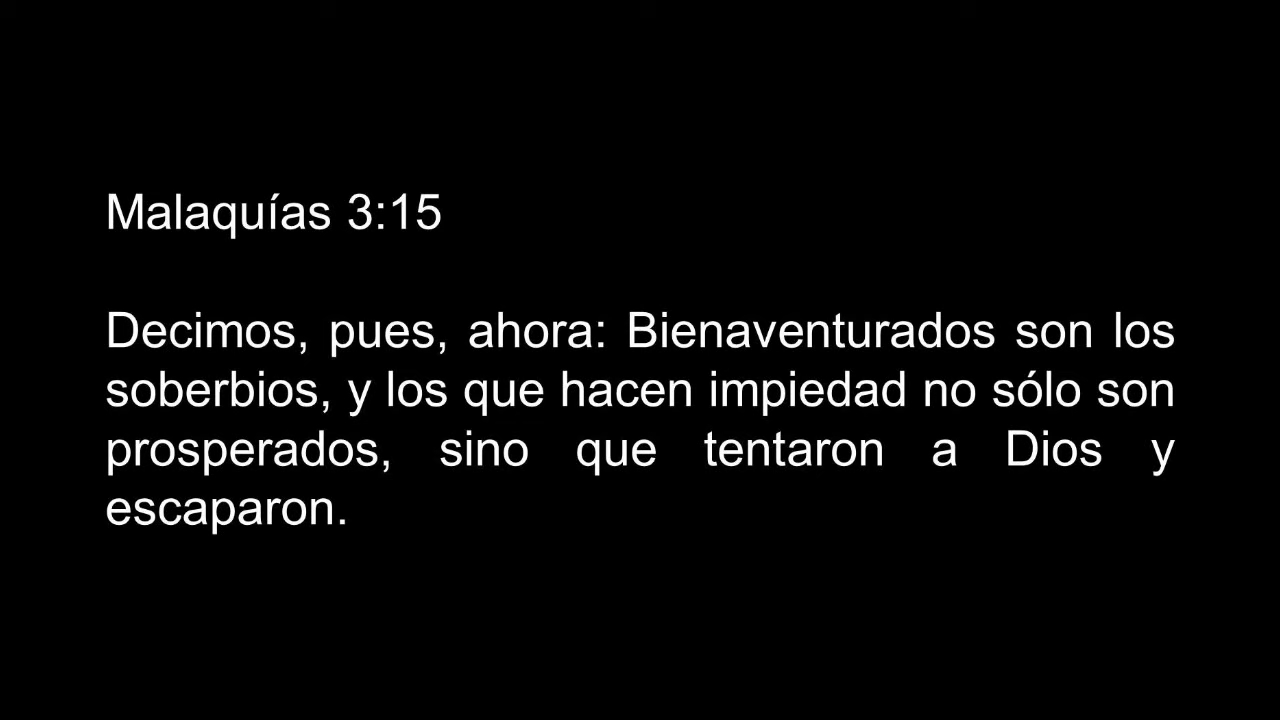 Malaquías 3:15
Decimos, pues, ahora: Bienaventurados son los
soberbios, y los que hacen impiedad no sólo son
prosperados, sino que tentaron a Dios y
escaparon.